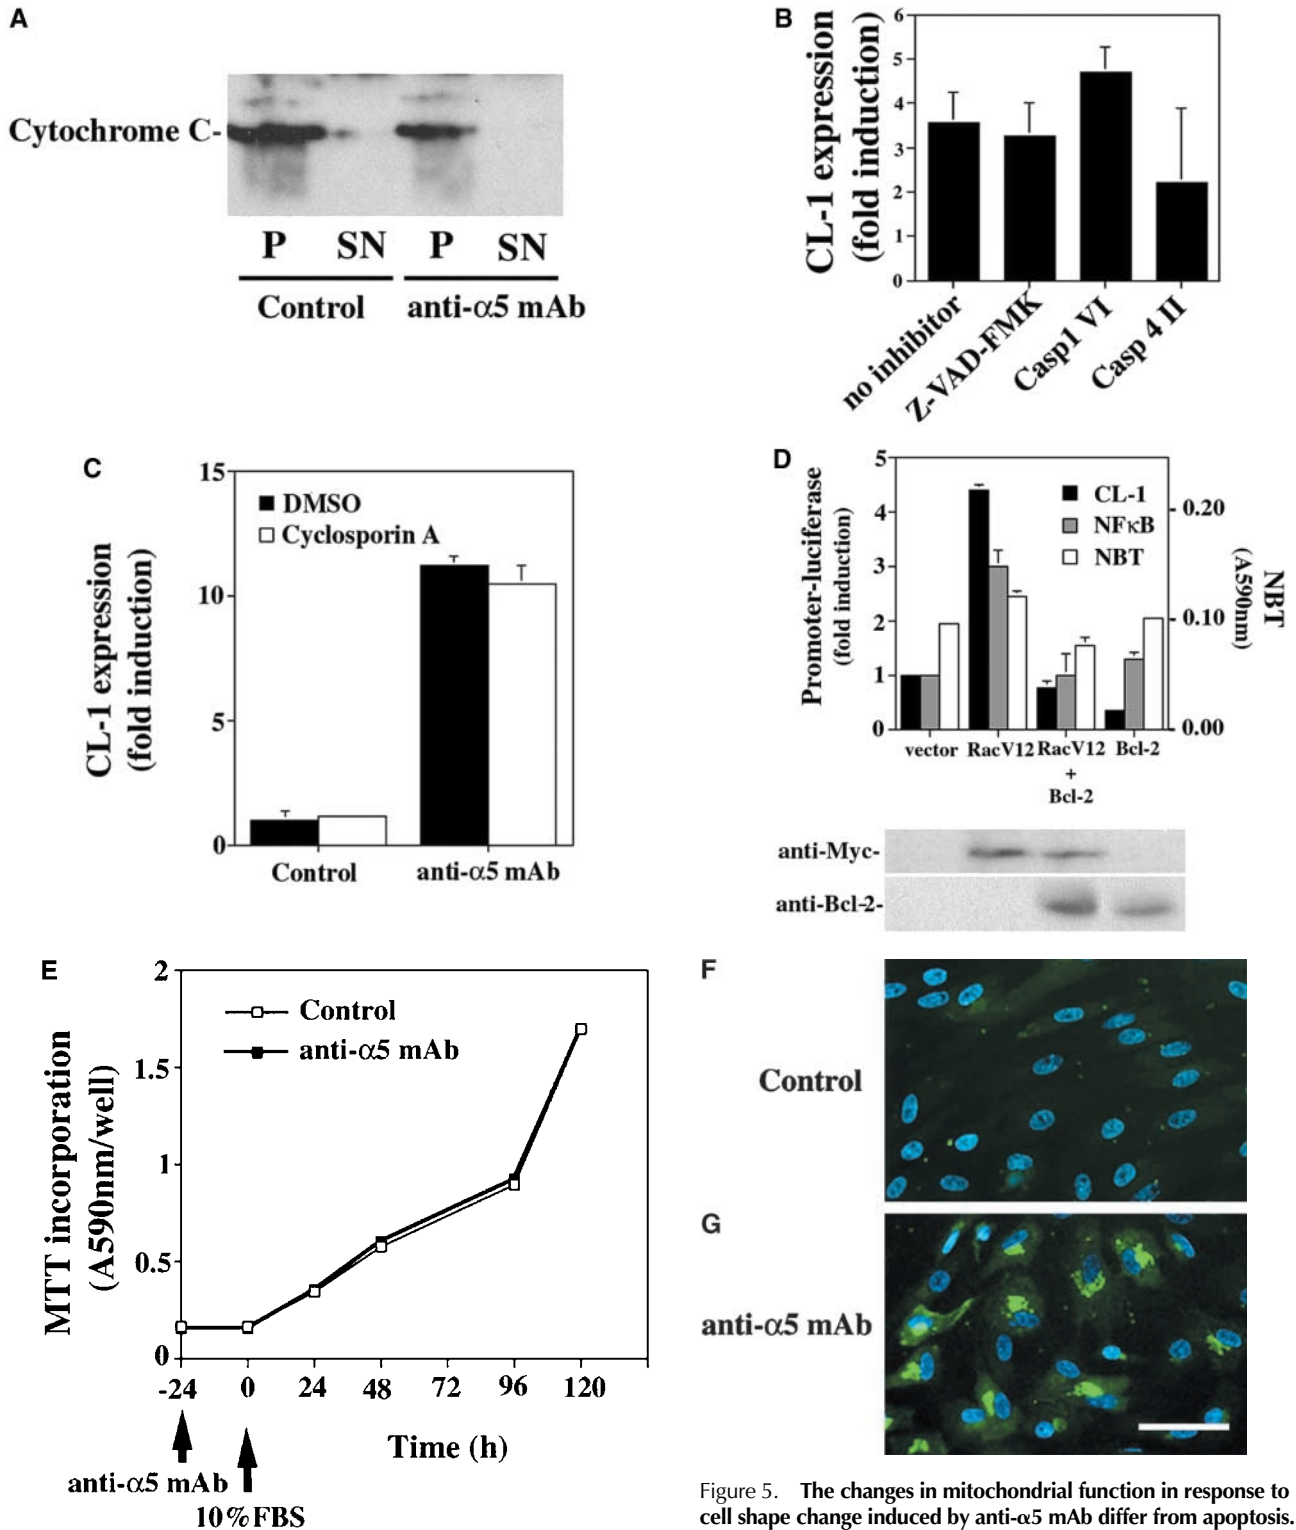 A
Cytochrome C-
P SN P SN
Control anti-α5 mAb
B
CL-1 expression
(fold induction)
6
5
4
3
2
1
0
no inhibitor
Z-VAD-FMK
Casp1 VI
Casp 4 II
C
CL-1 expression
(fold induction)
15
10
5
0
DMSO
Cyclosporin A
Control anti-α5 mAb
D
Promoter-luciferase
(fold induction)
5
4
3
2
1
0
CL-1
NFκB
NBT
0.20
0.10
0.00
NBT
(A590nm)
vector RacV12 RacV12 Bcl-2
+
Bcl-2
anti-Myc-
anti-Bcl-2-
E
MTT incorporation
(A590nm/well)
2
1.5
1
0.5
0
Control
anti-α5 mAb
-24 0 24 48 72 96 120
Time (h)
anti-α5 mAb
10%FBS
F
Control
G
anti-α5 mAb
Figure 5. The changes in mitochondrial function in response to
cell shape change induced by anti-α5 mAb differ from apoptosis.